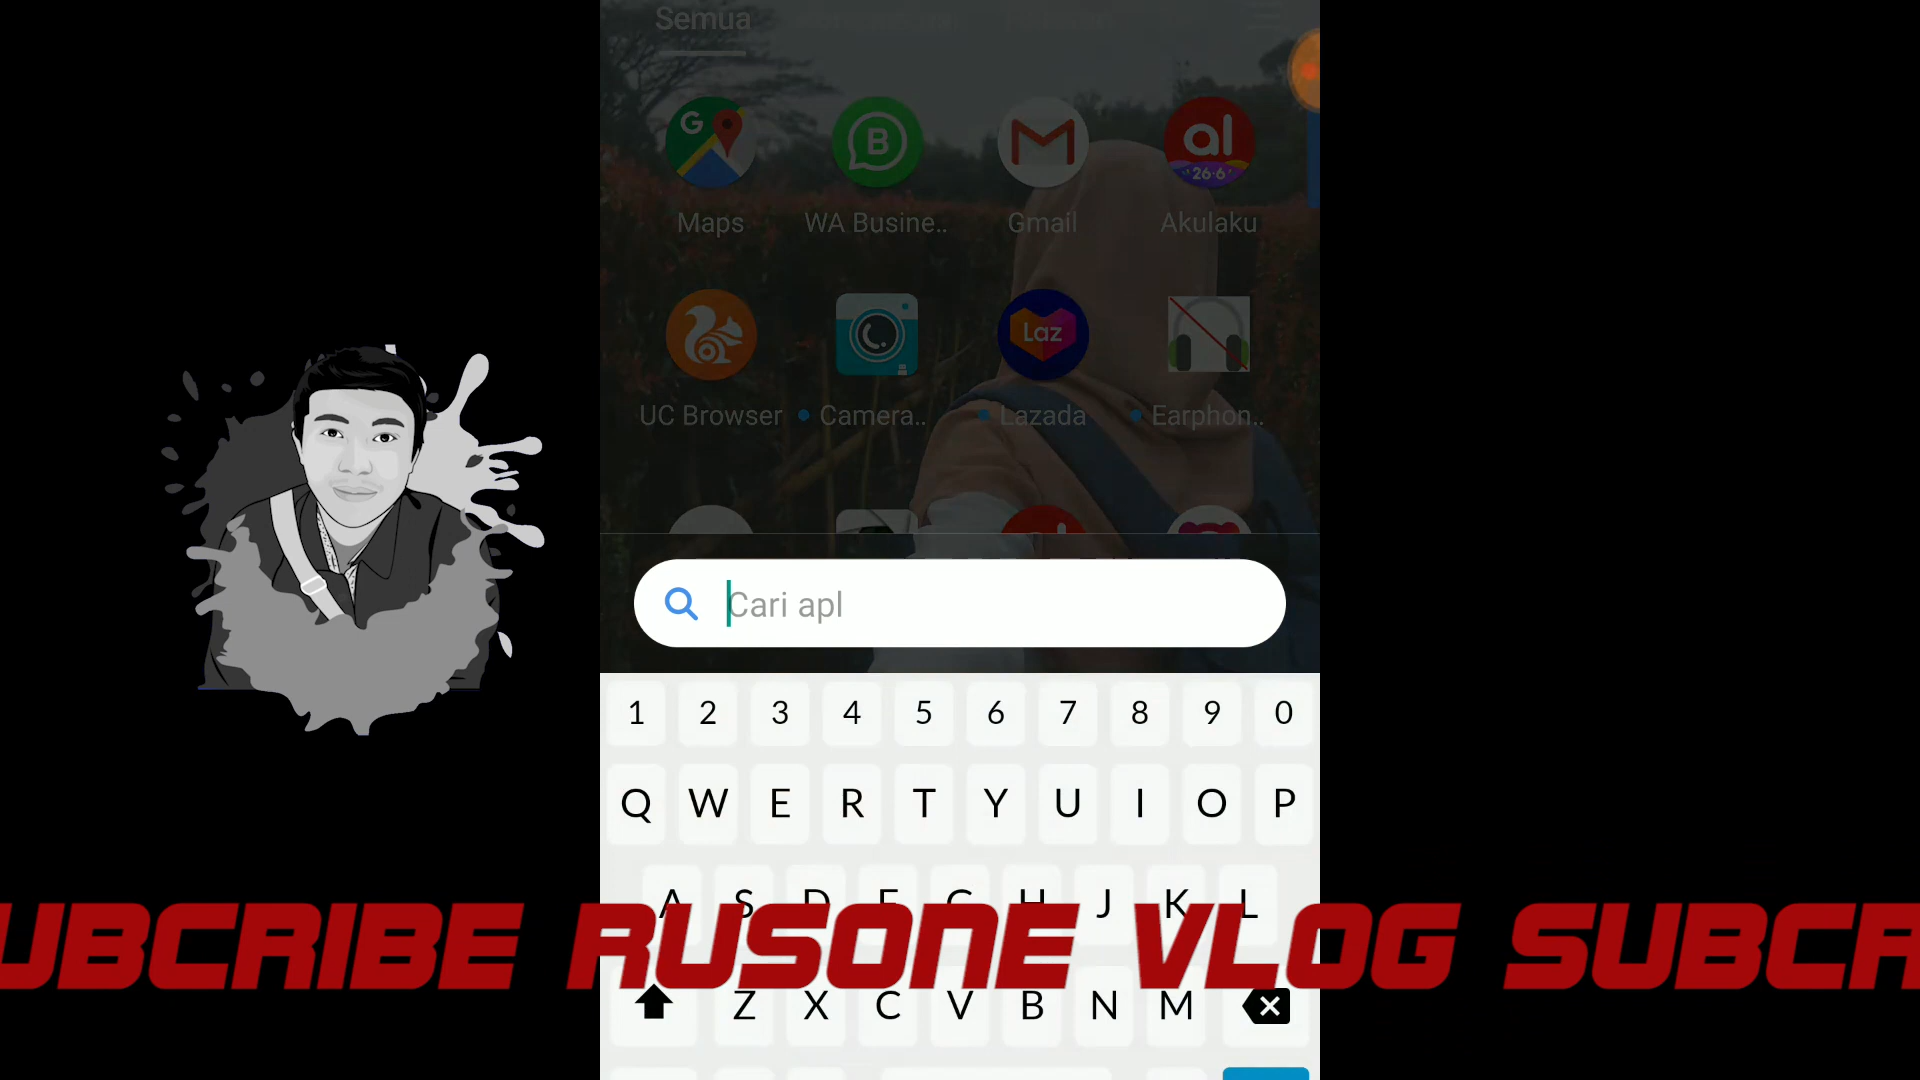 Semua
G
B
al
26·6
Maps
WA Busine..
Gmail
Akulaku
Laz
UC Browser
Camera..
Lazada
Earphon..
Cari apl
1 2 3 4 5 6 7 8 9 0
Q W E R T Y U I O P
A S D F G H J K L
UBCRIBE RUSONE VLOG SUBCR
Z X C V B N M